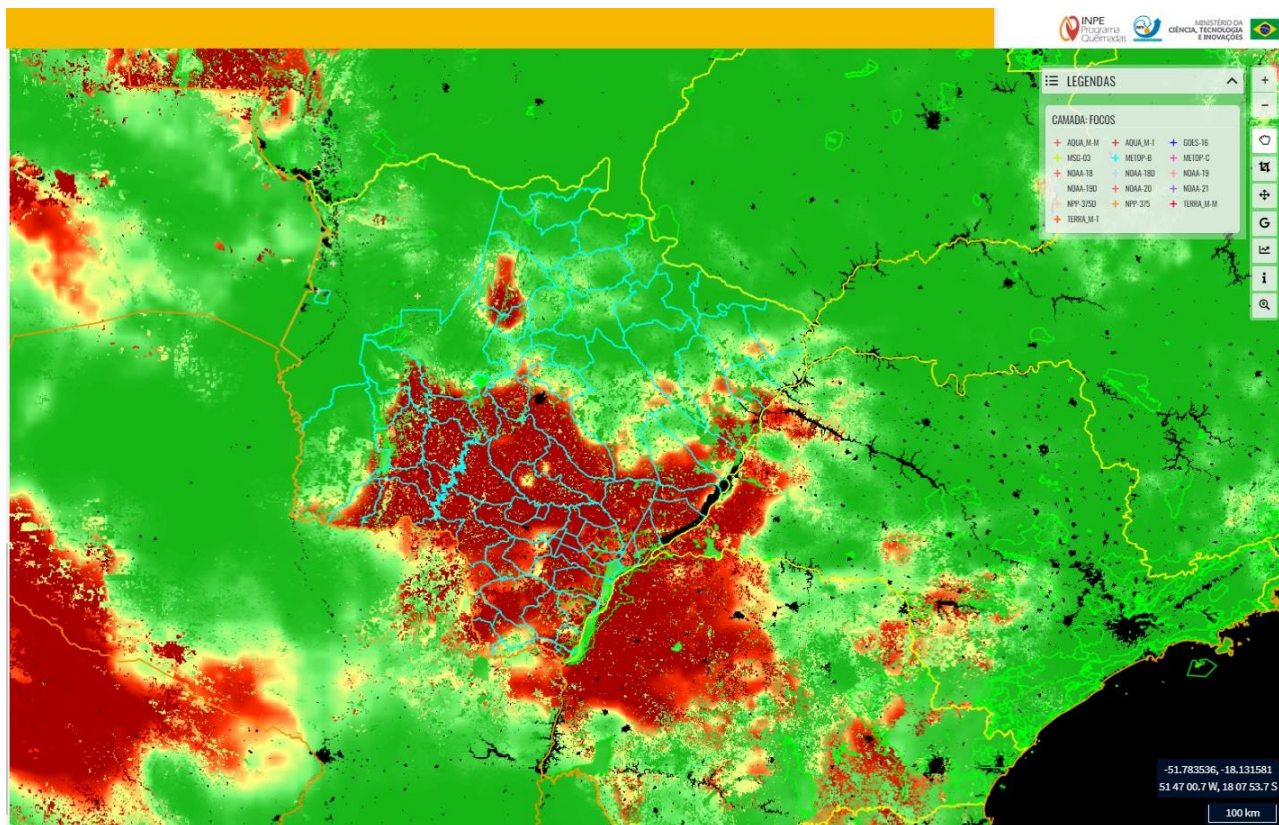 INPE
Programa
Queimadas
MINISTÉRIO DA
CIÊNCIA, TECNOLOGIA
E INOVAÇÕES
LEGENDAS
CAMADA: FOCOS
AQUA_M-M AQUA_M-T GOES-16
MSG-03 METOP-B METOP-C
NOAA-18 NOAA-18D NOAA-19
NOAA-19D NOAA-20 NOAA-21
NPP-375D NPP-375 TERRA_M-M
TERRA_M-T
+
-
G
i
-51.783536, -18.131581
51 47 00.7 W, 18 07 53.7 S
100 km